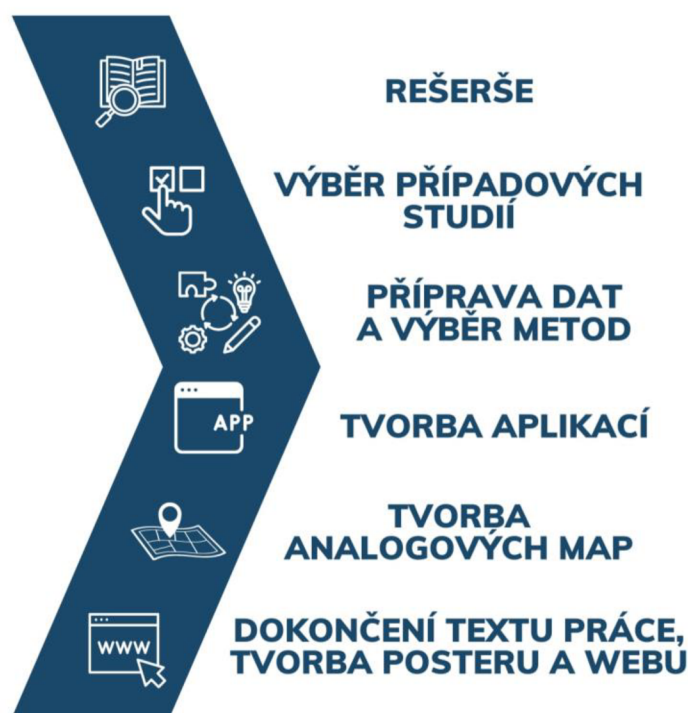 REŠERŠE
VÝBĚR PŘÍPADOVÝCH
STUDIÍ
PŘÍPRAVA DAT
A VÝBĚR METOD
APP
TVORBA APLIKACÍ
TVORBA
ANALOGOVÝCH MAP
WWW
DOKONČENÍ TEXTU PRÁCE,
TVORBA POSTERU A WEBU